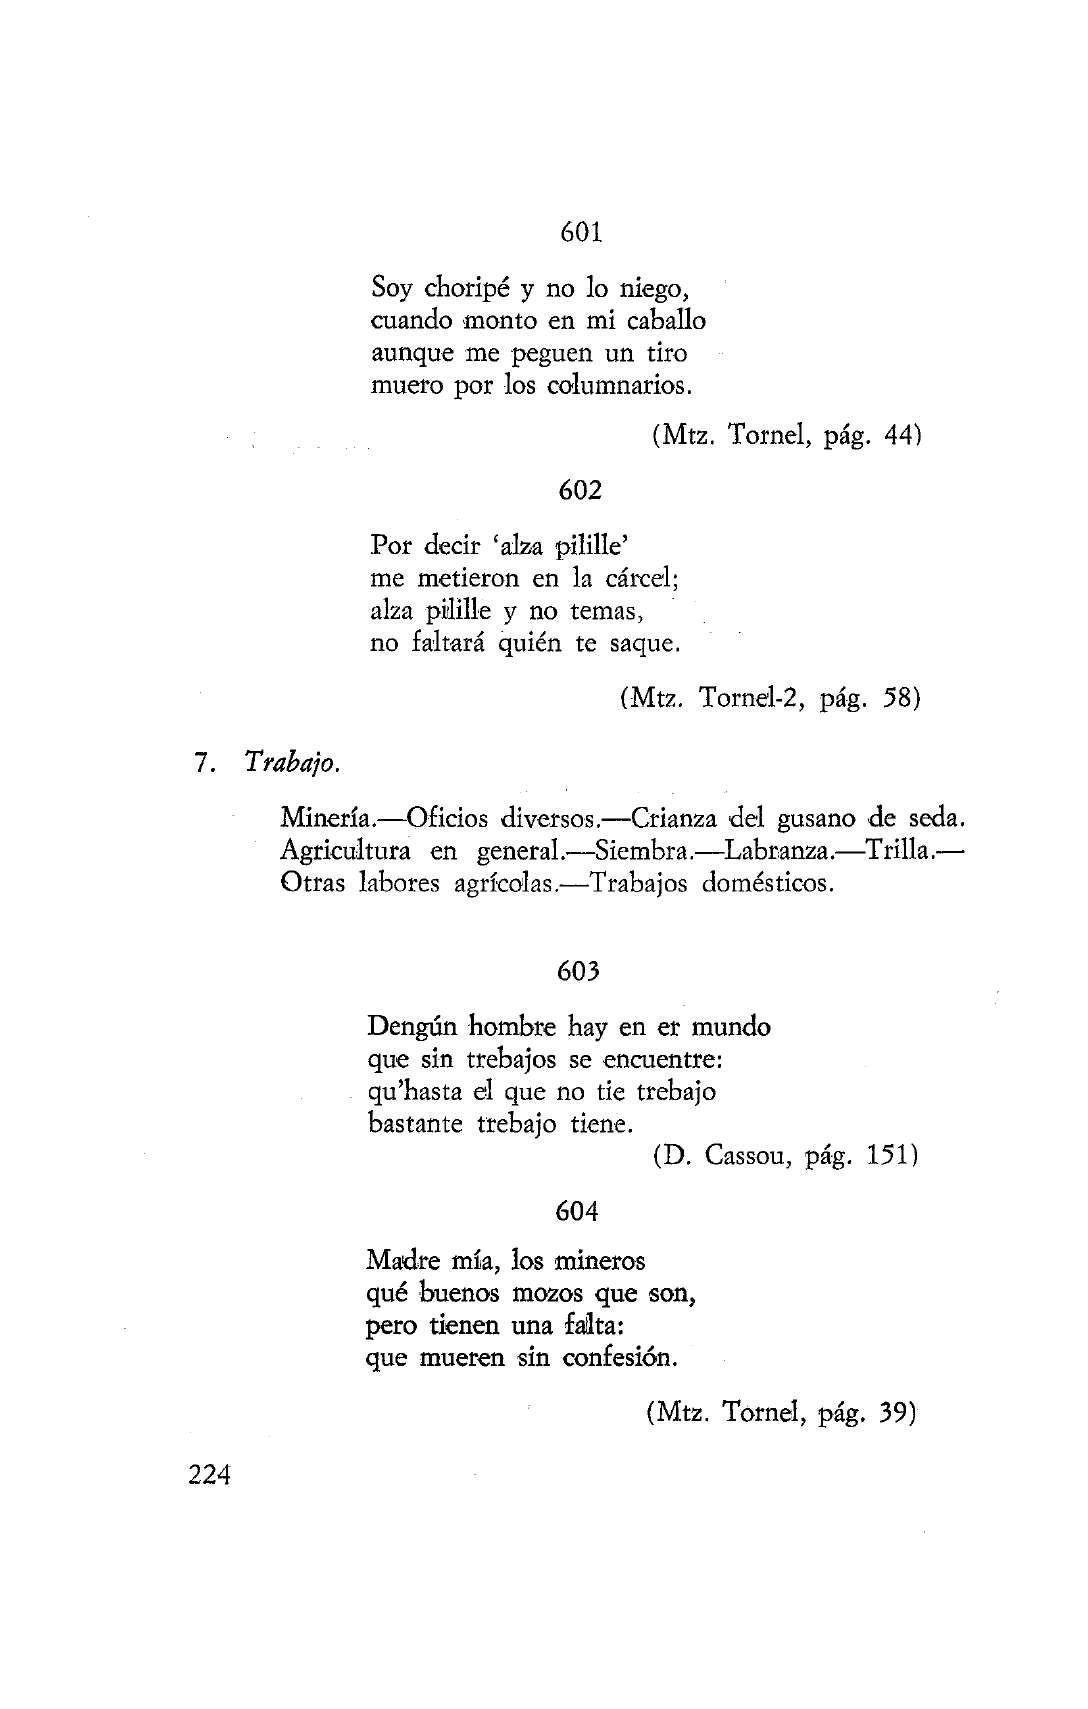 601
Soy choripé y no lo niego,
cuando monto en mi caballo
aunque me peguen un tiro
muero por los columnarios.
(Mtz. Tornel, pág. 44)
602
Por decir ‘alza pilille’
me metieron en la cárcel;
alza pilille y no temas,
no faltará quién te saque.
(Mtz. Tornel-2, pág. 58)
7. Trabajo.
Minería.—Oficios diversos.—Crianza del gusano de seda.
Agricultura en general.—Siembra.—Labranza.—Trilla.—
Otras labores agrícolas.—Trabajos domésticos.
603
Dengún hombre hay en er mundo
que sin trebajos se encuentre:
qu’hasta el que no tie trebajo
bastante trebajo tiene.
(D. Cassou, pág. 151)
604
Madre mía, los mineros
qué buenos mozos que son,
pero tienen una falta:
que mueren sin confesión.
(Mtz. Tornel, pág. 39)
224